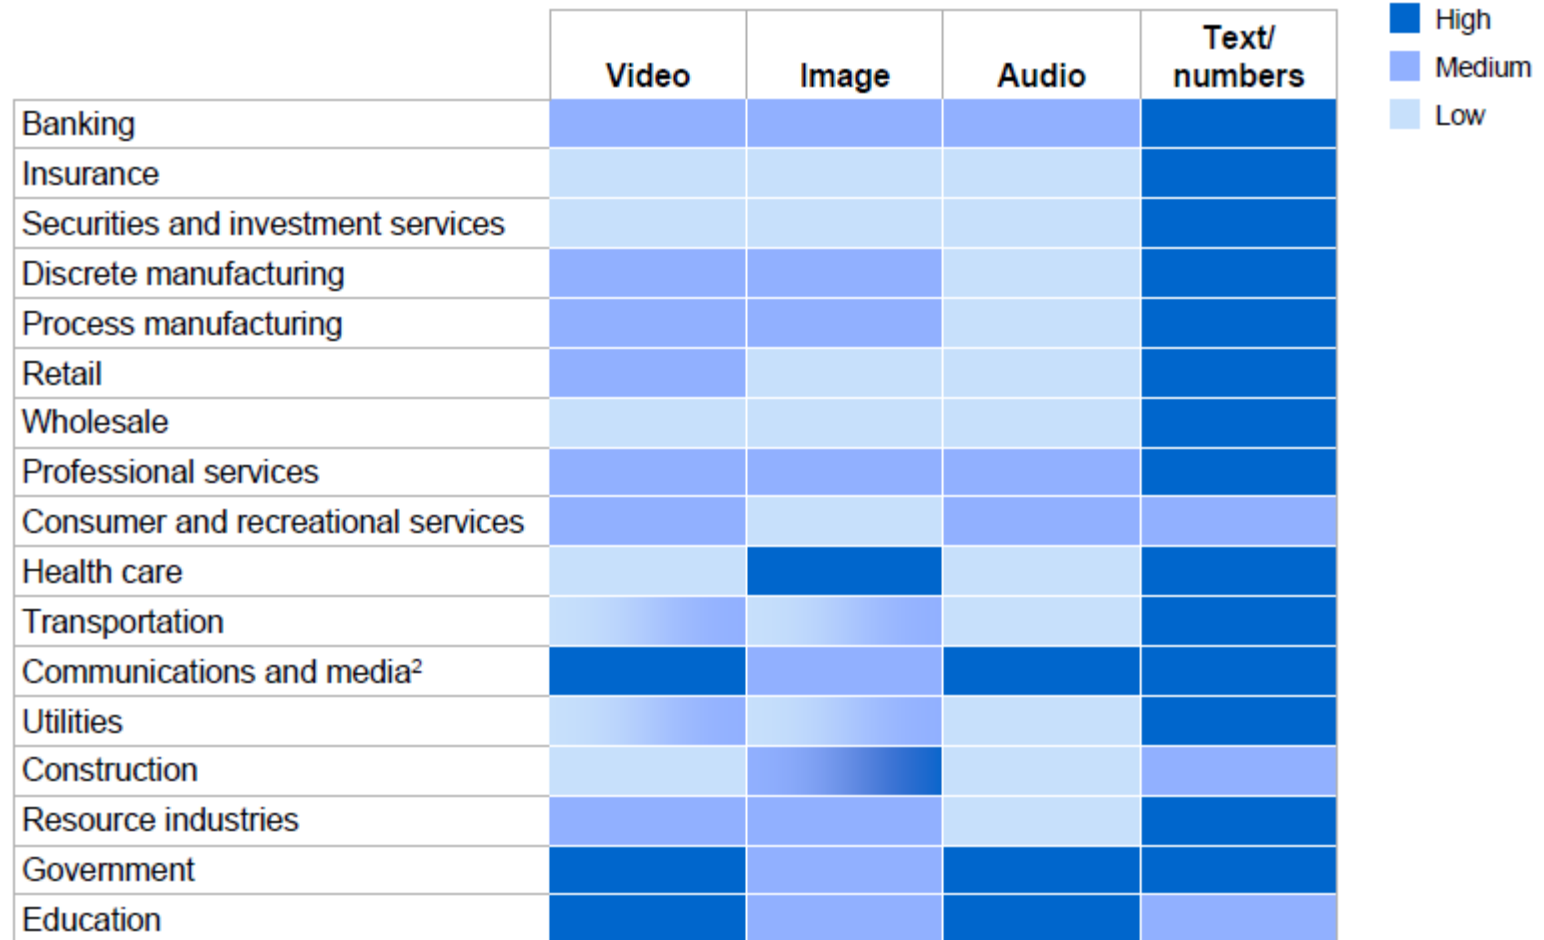 High
Medium
Low
Text/
Video Image Audio numbers
Banking
Insurance
Securities and investment services
Discrete manufacturing
Process manufacturing
Retail
Wholesale
Professional services
Consumer and recreational services
Health care
Transportation
Communications and media²
Utilities
Construction
Resource industries
Government
Education